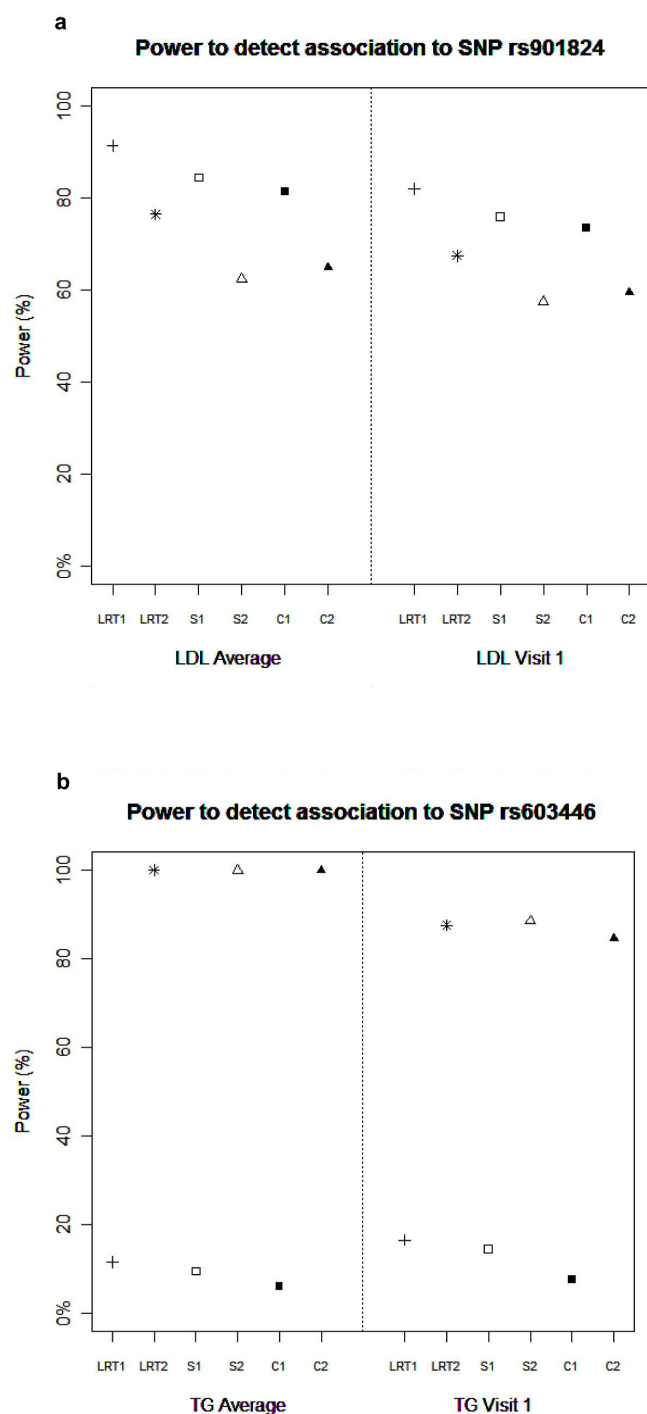 a
Power to detect association to SNP rs901824
100
80
60
40
20
0%
Power (%)
LRT1 LRT2 S1 S2 C1 C2 LRT1 LRT2 S1 S2 C1 C2
LDL Average LDL Visit 1
b
Power to detect association to SNP rs603446
100
80
60
40
20
0%
Power (%)
LRT1 LRT2 S1 S2 C1 C2 LRT1 LRT2 S1 S2 C1 C2
TG Average TG Visit 1